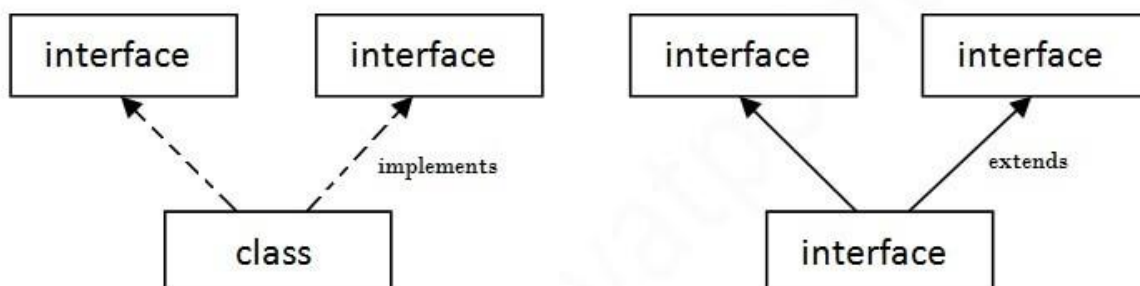 interface
interface
interface
interface
implements
extends
class
interface